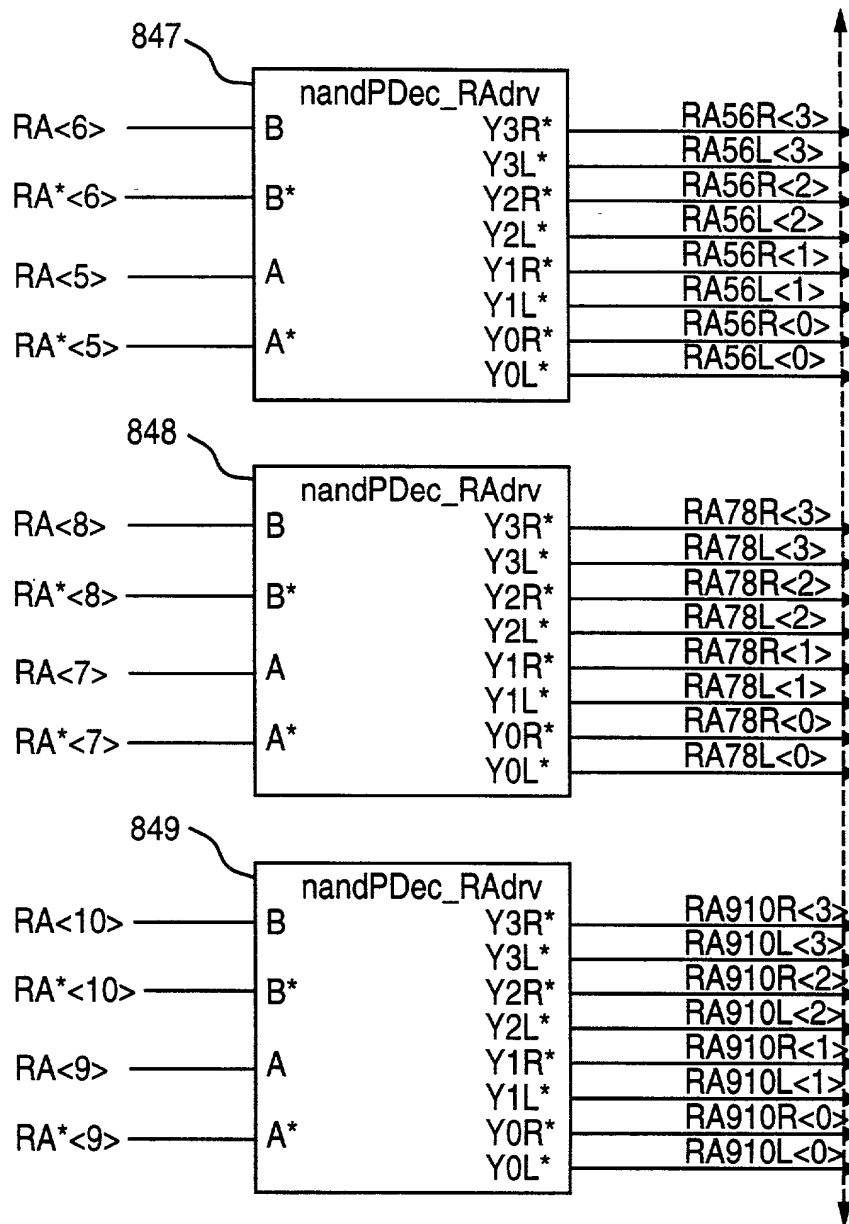 847
nandPDec_RAdrv
RA<6> B Y3R* RA56R<3>
Y3L* RA56L<3>
RA*<6> B* Y2R* RA56R<2>
Y2L* RA56L<2>
RA<5> A Y1R* RA56R<1>
Y1L* RA56L<1>
RA*<5> A* Y0R* RA56R<0>
Y0L* RA56L<0>
848
nandPDec_RAdrv
RA<8> B Y3R* RA78R<3>
Y3L* RA78L<3>
RA*<8> B* Y2R* RA78R<2>
Y2L* RA78L<2>
RA<7> A Y1R* RA78R<1>
Y1L* RA78L<1>
RA*<7> A* Y0R* RA78R<0>
Y0L* RA78L<0>
849
nandPDec_RAdrv
RA<10> B Y3R* RA910R<3>
Y3L* RA910L<3>
RA*<10> B* Y2R* RA910R<2>
Y2L* RA910L<2>
RA<9> A Y1R* RA910R<1>
Y1L* RA910L<1>
RA*<9> A* Y0R* RA910R<0>
Y0L* RA910L<0>